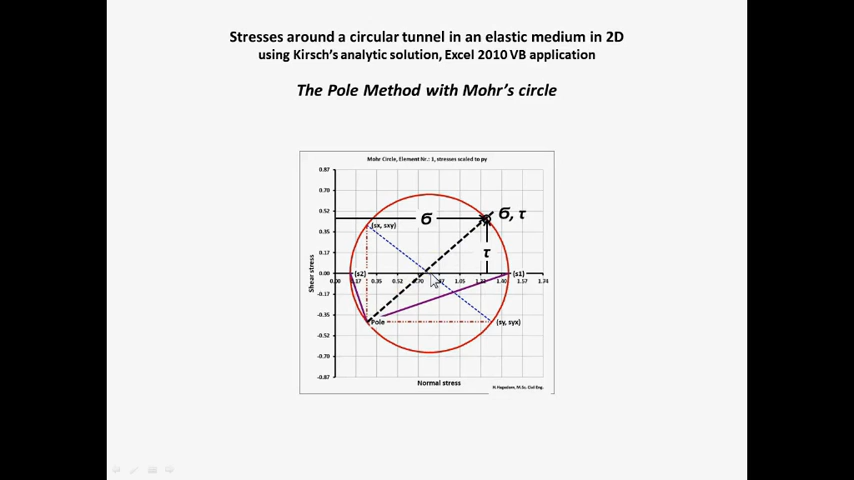 Stresses around a circular tunnel in an elastic medium in 2D
using Kirsch's analytic solution, Excel 2010 VB application
The Pole Method with Mohr's circle
Mohr Circle, Element Nr.: 1, stresses scaled to py
0.87
0.70
0.52
0.35
0.17
0.00
-0.17
-0.35
-0.52
-0.70
-0.87
Shear stress
(sx, sxy)
σ
σ, τ
τ
(s2)
(s1)
0.00 0.17 0.35 0.52 0.70 1.05 1.40 1.57 1.74
Pole
(sy, syx)
Normal stress